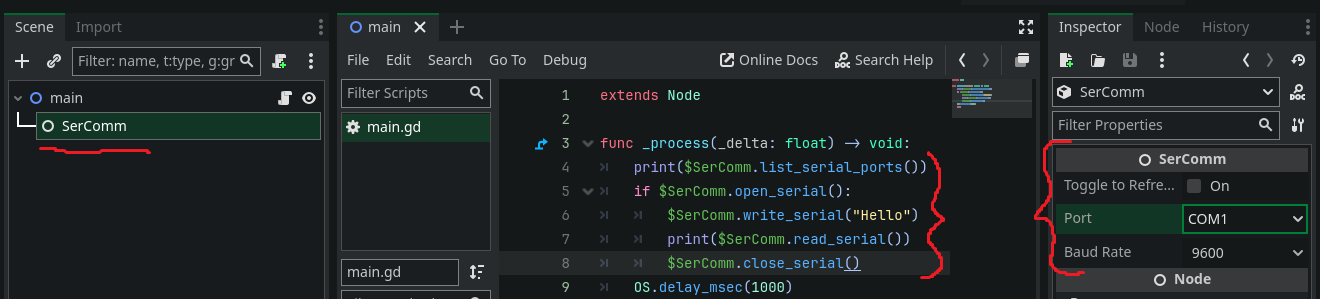 Scene Import
Filter: name, t:type, g:gr
main
SerComm
main
File Edit Search Go To Debug Online Docs Search Help
Filter Scripts
main.gd
main.gd
1 extends Node
2
3 func _process(_delta: float) -> void:
4 print($SerComm.list_serial_ports())
5 if $SerComm.open_serial():
6 $SerComm.write_serial("Hello")
7 print($SerComm.read_serial())
8 $SerComm.close_serial()
9 OS.delay_msec(1000)
Inspector Node History
SerComm
DOC
Filter Properties
SerComm
Toggle to Refre... On
Port COM1
Baud Rate 9600
Node